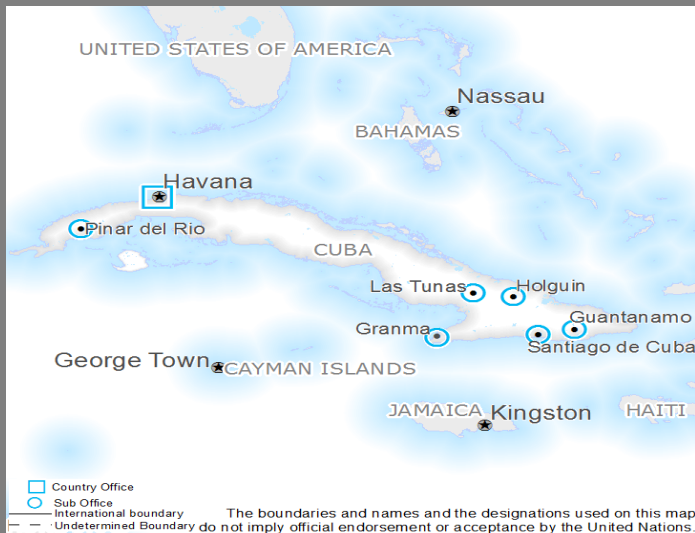 UNITED STATES OF AMERICA
Nassau
BAHAMAS
Havana
Pinar del Rio
CUBA
Las Tunas
Holguin
Guantanamo
Granma
Santiago de Cuba
George Town
CAYMAN ISLANDS
JAMAICA
Kingston
HAITI
Country Office
Sub Office
International boundary
Undetermined Boundary
The boundaries and names and the designations used on this map
do not imply official endorsement or acceptance by the United Nations.